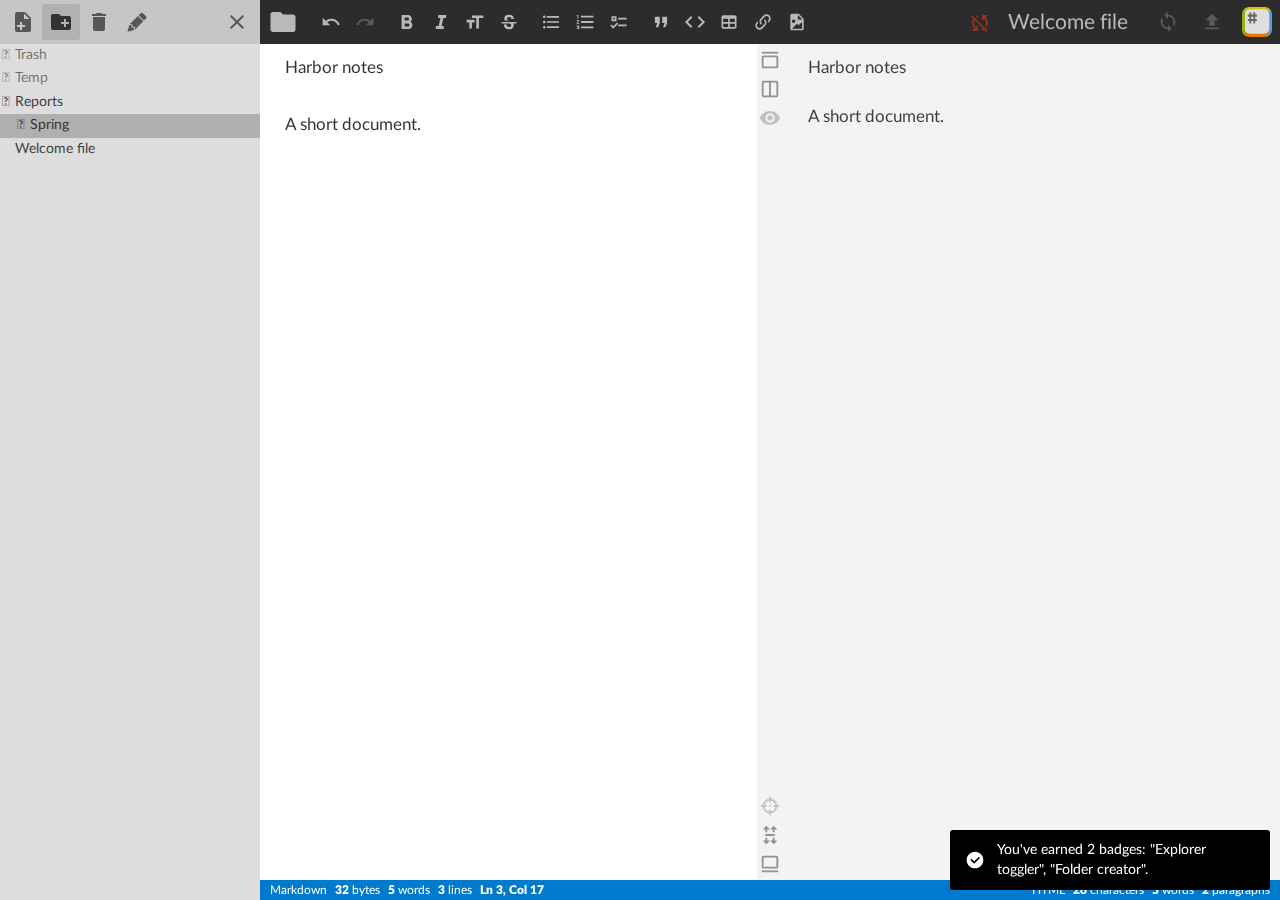 Welcome file
Trash
Temp
Reports
Spring
Welcome file
Harbor notes
A short document.
Harbor notes
A short document.
You've earned 2 badges: "Explorer
toggler", "Folder creator".
Markdown 32 bytes 5 words 3 lines Ln 3, Col 17